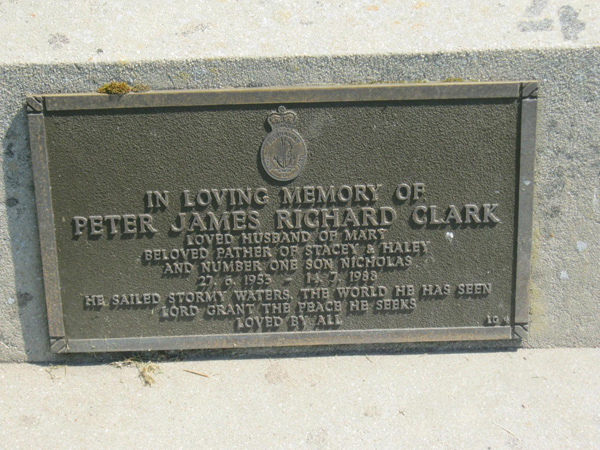 IN LOVING MEMORY OF
PETER JAMES RICHARD CLARK
LOVED HUSBAND OF MARY
BELOVED FATHER OF STACEY & HALEY
AND NUMBER ONE SON NICHOLAS
27. 6. 1953 - 14. 7. 1988
HE SAILED STORMY WATERS, THE WORLD HE HAS SEEN
LORD GRANT THE PEACE HE SEEKS
LOVED BY ALL